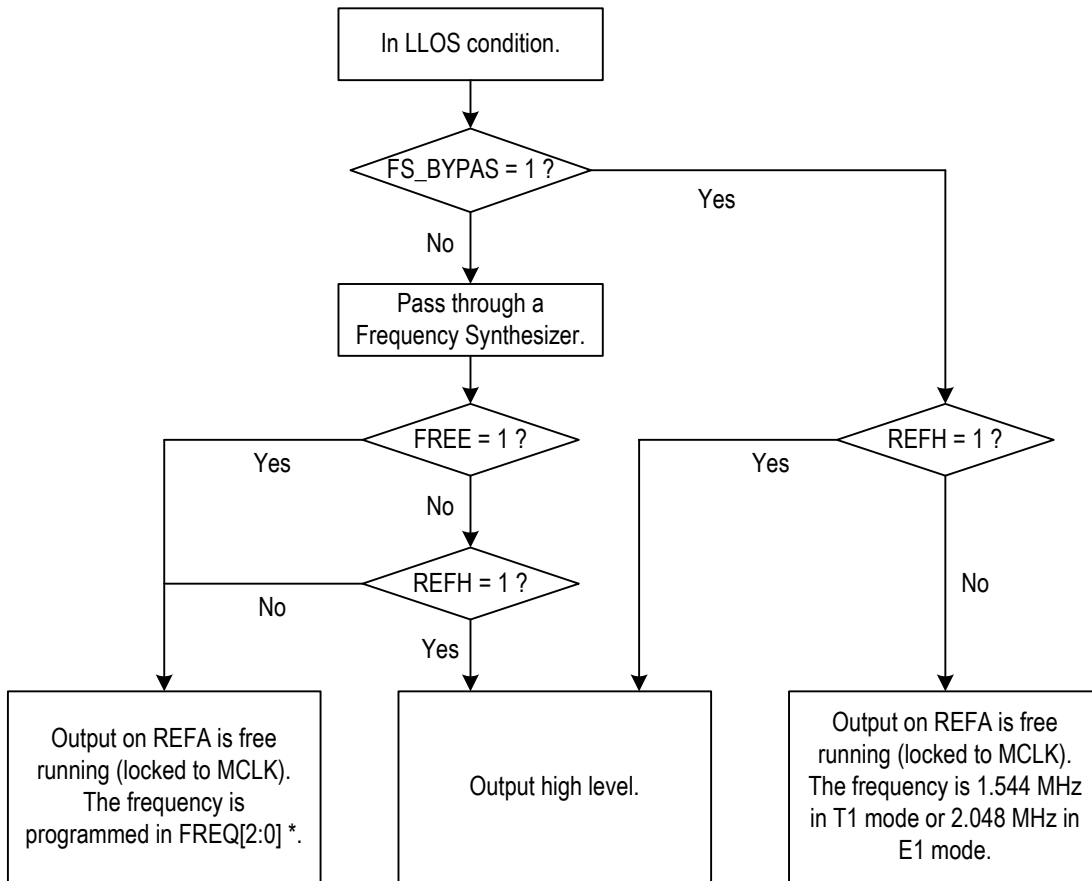 In LLOS condition.
FS_BYPAS = 1 ?
Yes
No
Pass through a
Frequency Synthesizer.
FREE = 1 ?
Yes
No
REFH = 1 ?
Yes
No
REFH = 1 ?
No
Yes
Output on REFA is free
running (locked to MCLK).
The frequency is
programmed in FREQ[2:0] *.
Output high level.
Output on REFA is free
running (locked to MCLK).
The frequency is 1.544 MHz
in T1 mode or 2.048 MHz in
E1 mode.